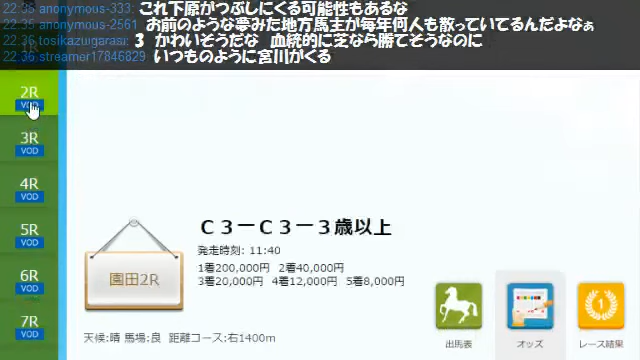 22:35 anonymous-333: これ下原がつぶしにくる可能性もあるな
22:35 anonymous-2561 お前のような夢みた地方馬主が毎年何人も散っていてるんだよなぁ
22:36 tosikazuigarasi: 3 かわいそうだな 血統的に芝なら勝てそうなのに
22:36 streamer17846829: いつものように宮川がくる
2R
VOD
3R
VOD
4R
VOD
5R
VOD
6R
VOD
7R
園田2R
C3ーC3ー3歳以上
発走時刻: 11:40
1着200,000円 2着40,000円
3着20,000円 4着12,000円 5着8,000円
天候:晴 馬場:良 距離コース:右1400m
出馬表
オッズ
1
レース結果